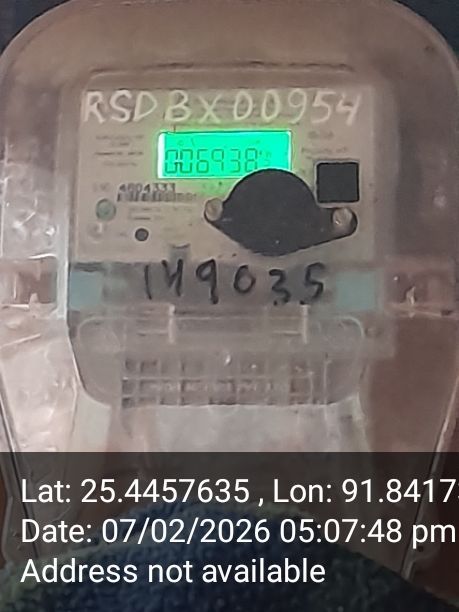 RSDBX00954
006938
4604333
149035
Lat: 25.4457635 , Lon: 91.8417
Date: 07/02/2026 05:07:48 pm
Address not available